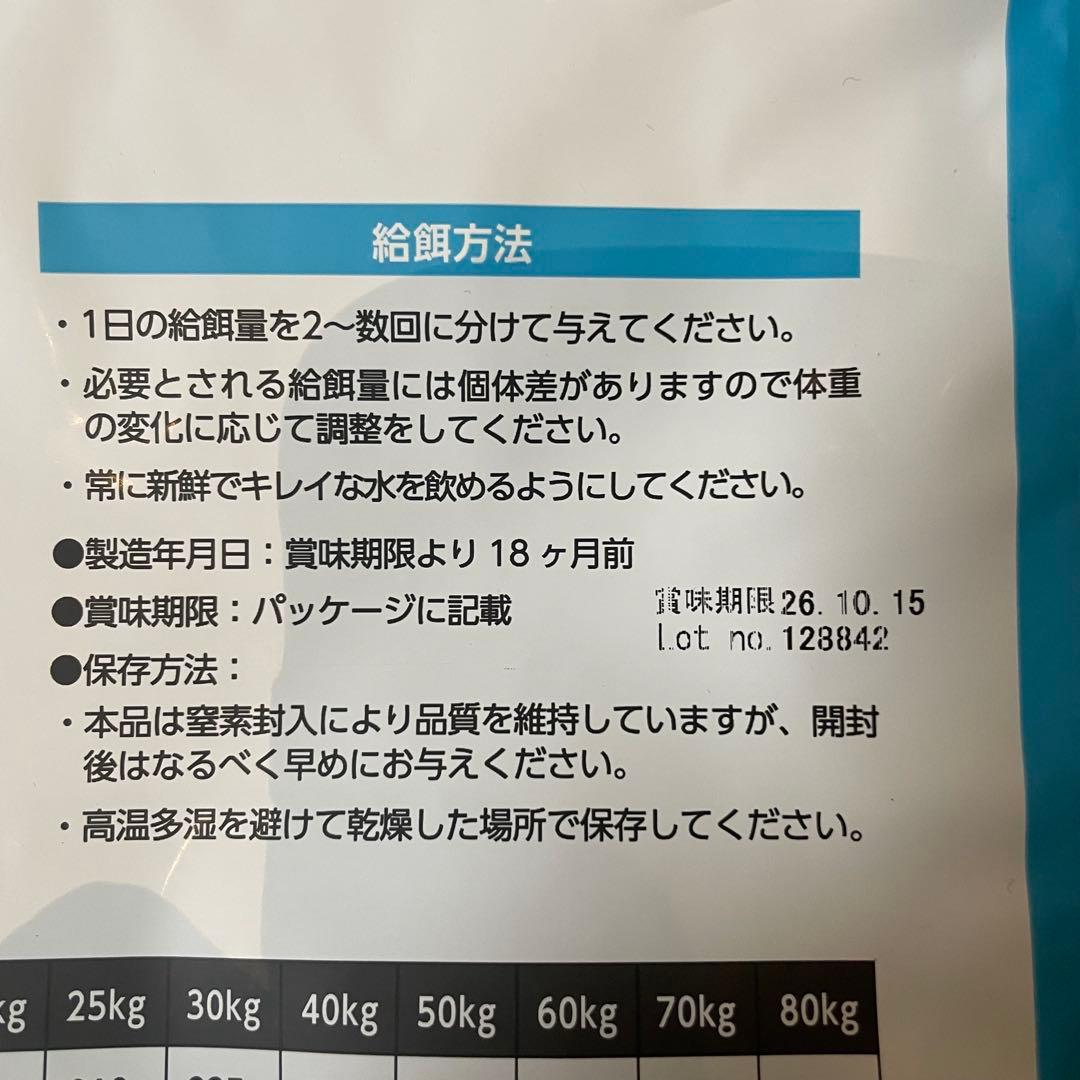 給餌方法
・1日の給餌量を2〜数回に分けて与えてください。
・必要とされる給餌量には個体差がありますので体重
の変化に応じて調整をしてください。
・常に新鮮でキレイな水を飲めるようにしてください。
●製造年月日：賞味期限より 18 ヶ月前
●賞味期限：パッケージに記載
賞味期限 26. 10. 15
Lot no. 128842
●保存方法：
・本品は窒素封入により品質を維持していますが、開封
後はなるべく早めにお与えください。
・高温多湿を避けて乾燥した場所で保存してください。
kg 25kg 30kg 40kg 50kg 60kg 70kg 80kg